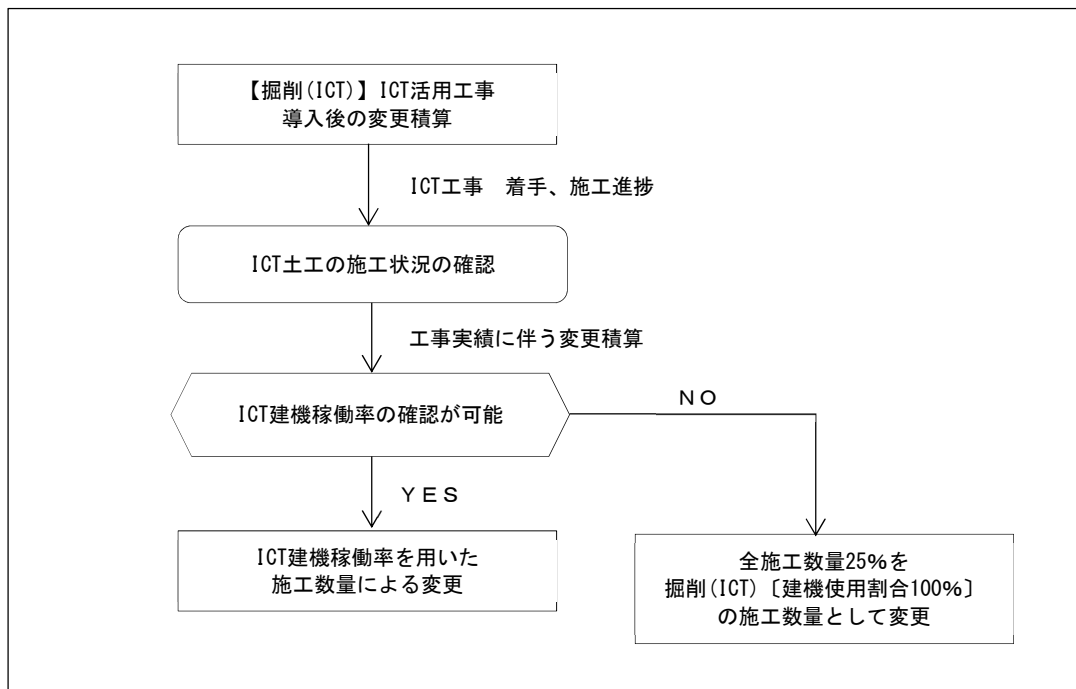 【掘削(ICT)】ICT活用工事
導入後の変更積算
ICT工事　着手、施工進捗
ICT土工の施工状況の確認
工事実績に伴う変更積算
ICT建機稼働率の確認が可能
ＮＯ
ＹＥＳ
ICT建機稼働率を用いた
施工数量による変更
全施工数量25％を
掘削(ICT)〔建機使用割合100％〕
の施工数量として変更